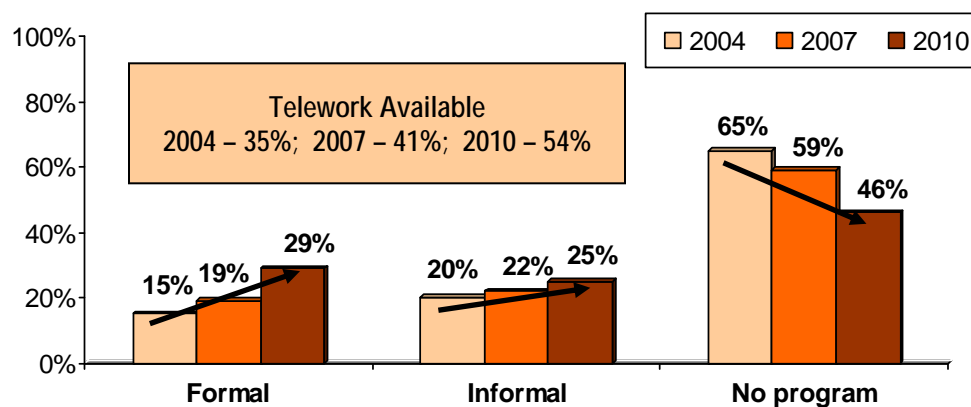 100%
80%
60%
40%
20%
0%
2004 2007 2010
Telework Available
2004 – 35%; 2007 – 41%; 2010 – 54%
15%
19%
29%
20%
22%
25%
65%
59%
46%
Formal
Informal
No program